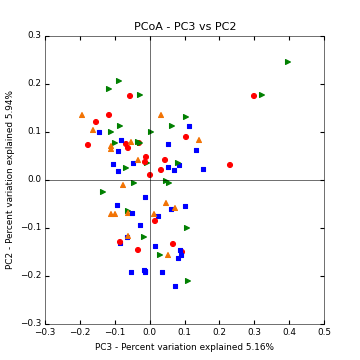 PCoA - PC3 vs PC2
0.3
0.2
0.1
0.0
−0.1
−0.2
−0.3
PC2 - Percent variation explained 5.94%
−0.3 −0.2 −0.1 0.0 0.1 0.2 0.3 0.4 0.5
PC3 - Percent variation explained 5.16%